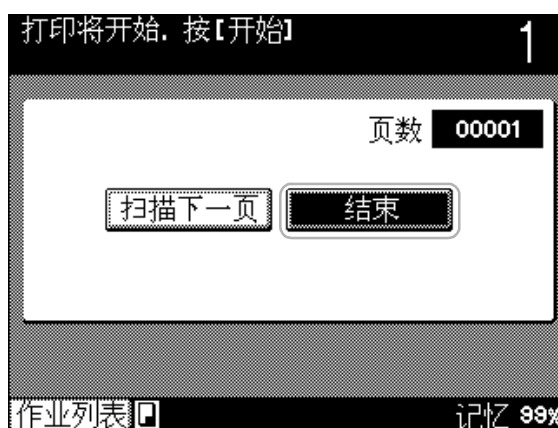 打印将开始. 按[开始] 1
页数 00001
扫描下一页 结束
作业列表 记忆 99%